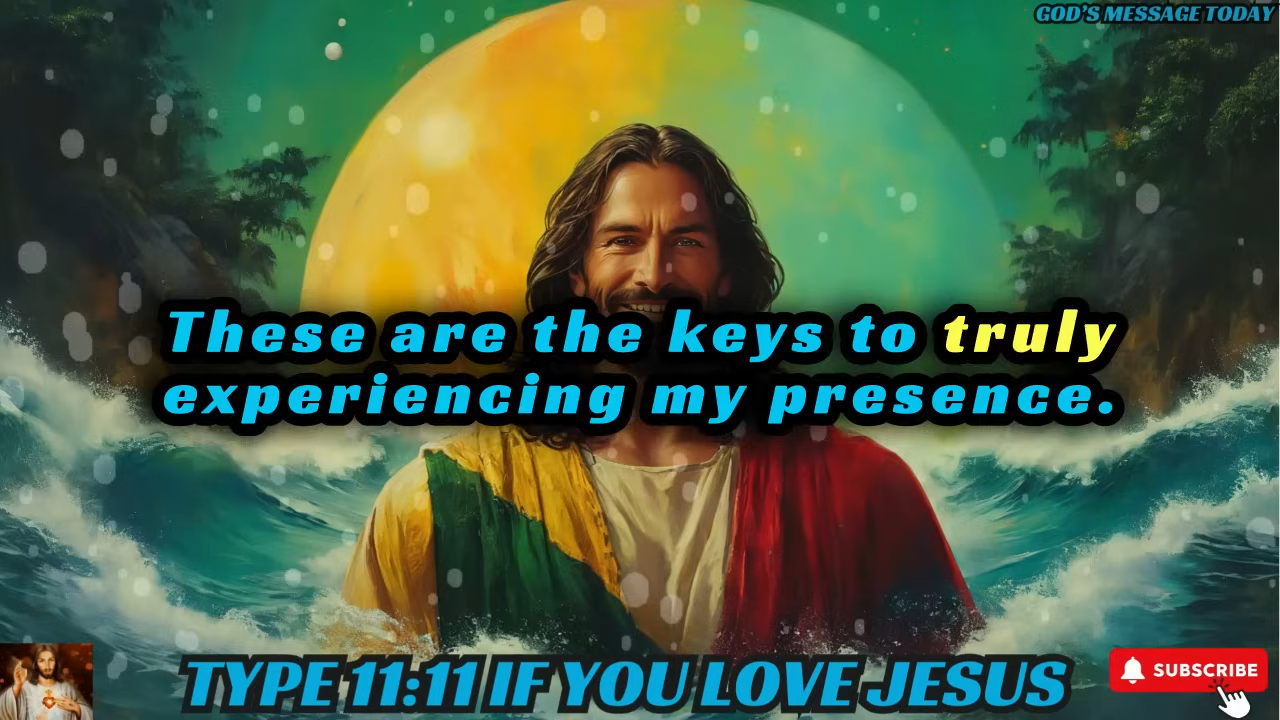 GOD'S MESSAGE TODAY
These are the keys to truly
experiencing my presence.
TYPE 11:11 IF YOU LOVE JESUS
SUBSCRIBE